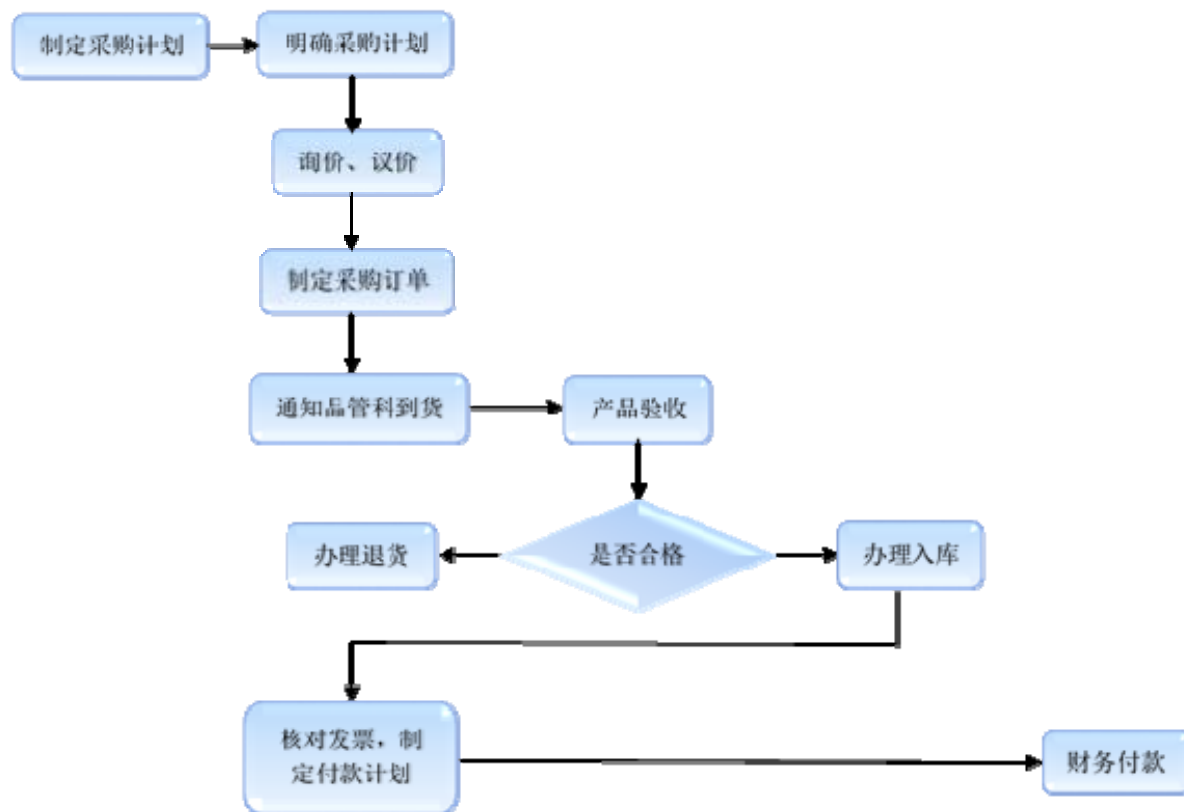 制定采购计划
明确采购计划
询价、议价
制定采购订单
通知品管科到货
产品验收
办理退货
是否合格
办理入库
核对发票，制
定付款计划
财务付款